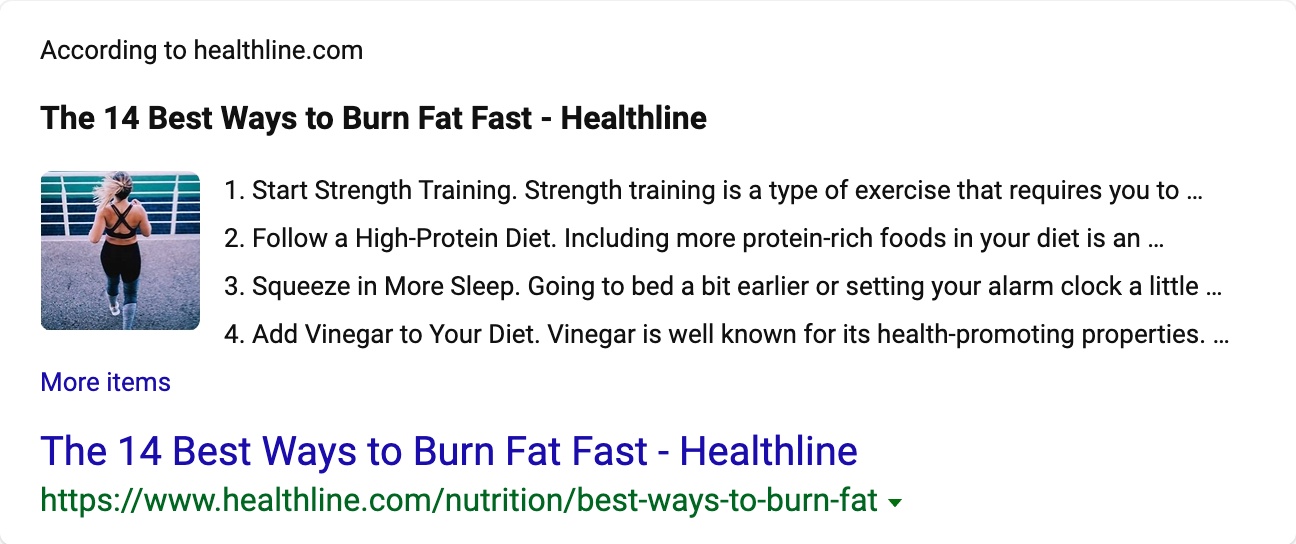 According to healthline.com
The 14 Best Ways to Burn Fat Fast - Healthline
1. Start Strength Training. Strength training is a type of exercise that requires you to ...
2. Follow a High-Protein Diet. Including more protein-rich foods in your diet is an ...
3. Squeeze in More Sleep. Going to bed a bit earlier or setting your alarm clock a little ...
4. Add Vinegar to Your Diet. Vinegar is well known for its health-promoting properties. ...
More items
The 14 Best Ways to Burn Fat Fast - Healthline
https://www.healthline.com/nutrition/best-ways-to-burn-fat